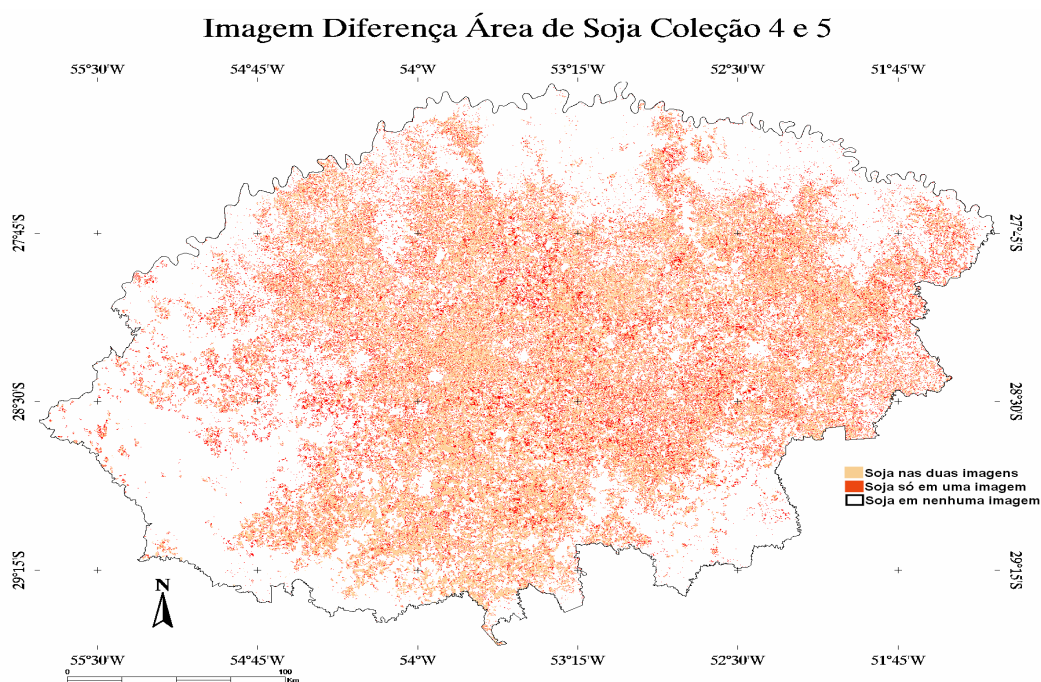 Imagem Diferença Área de Soja Coleção 4 e 5
55°30'W 54°45'W 54°W 53°15'W 52°30'W 51°45'W
27°45'S 27°45'S
28°30'S 28°30'S
Soja nas duas imagens
Soja só em uma imagem
Soja em nenhuma imagem
29°15'S 29°15'S
N
55°30'W 54°45'W 54°W 53°15'W 52°30'W 51°45'W
0 100
Km